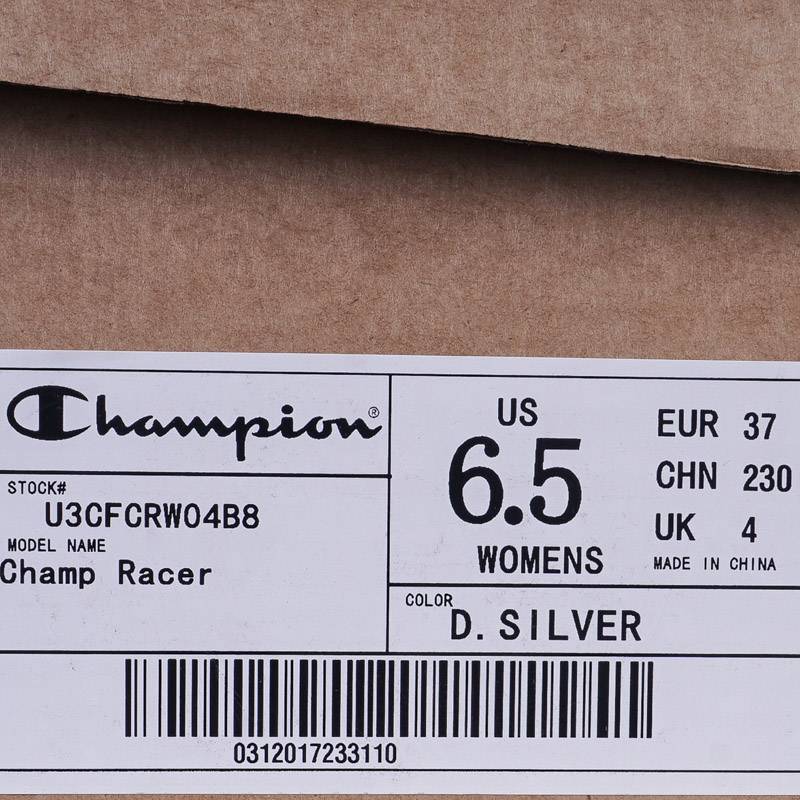 Champion®
STOCK#
U3CFCRW04B8
MODEL NAME
Champ Racer
US
6.5
WOMENS
EUR 37
CHN 230
UK 4
MADE IN CHINA
COLOR
D. SILVER
0312017233110